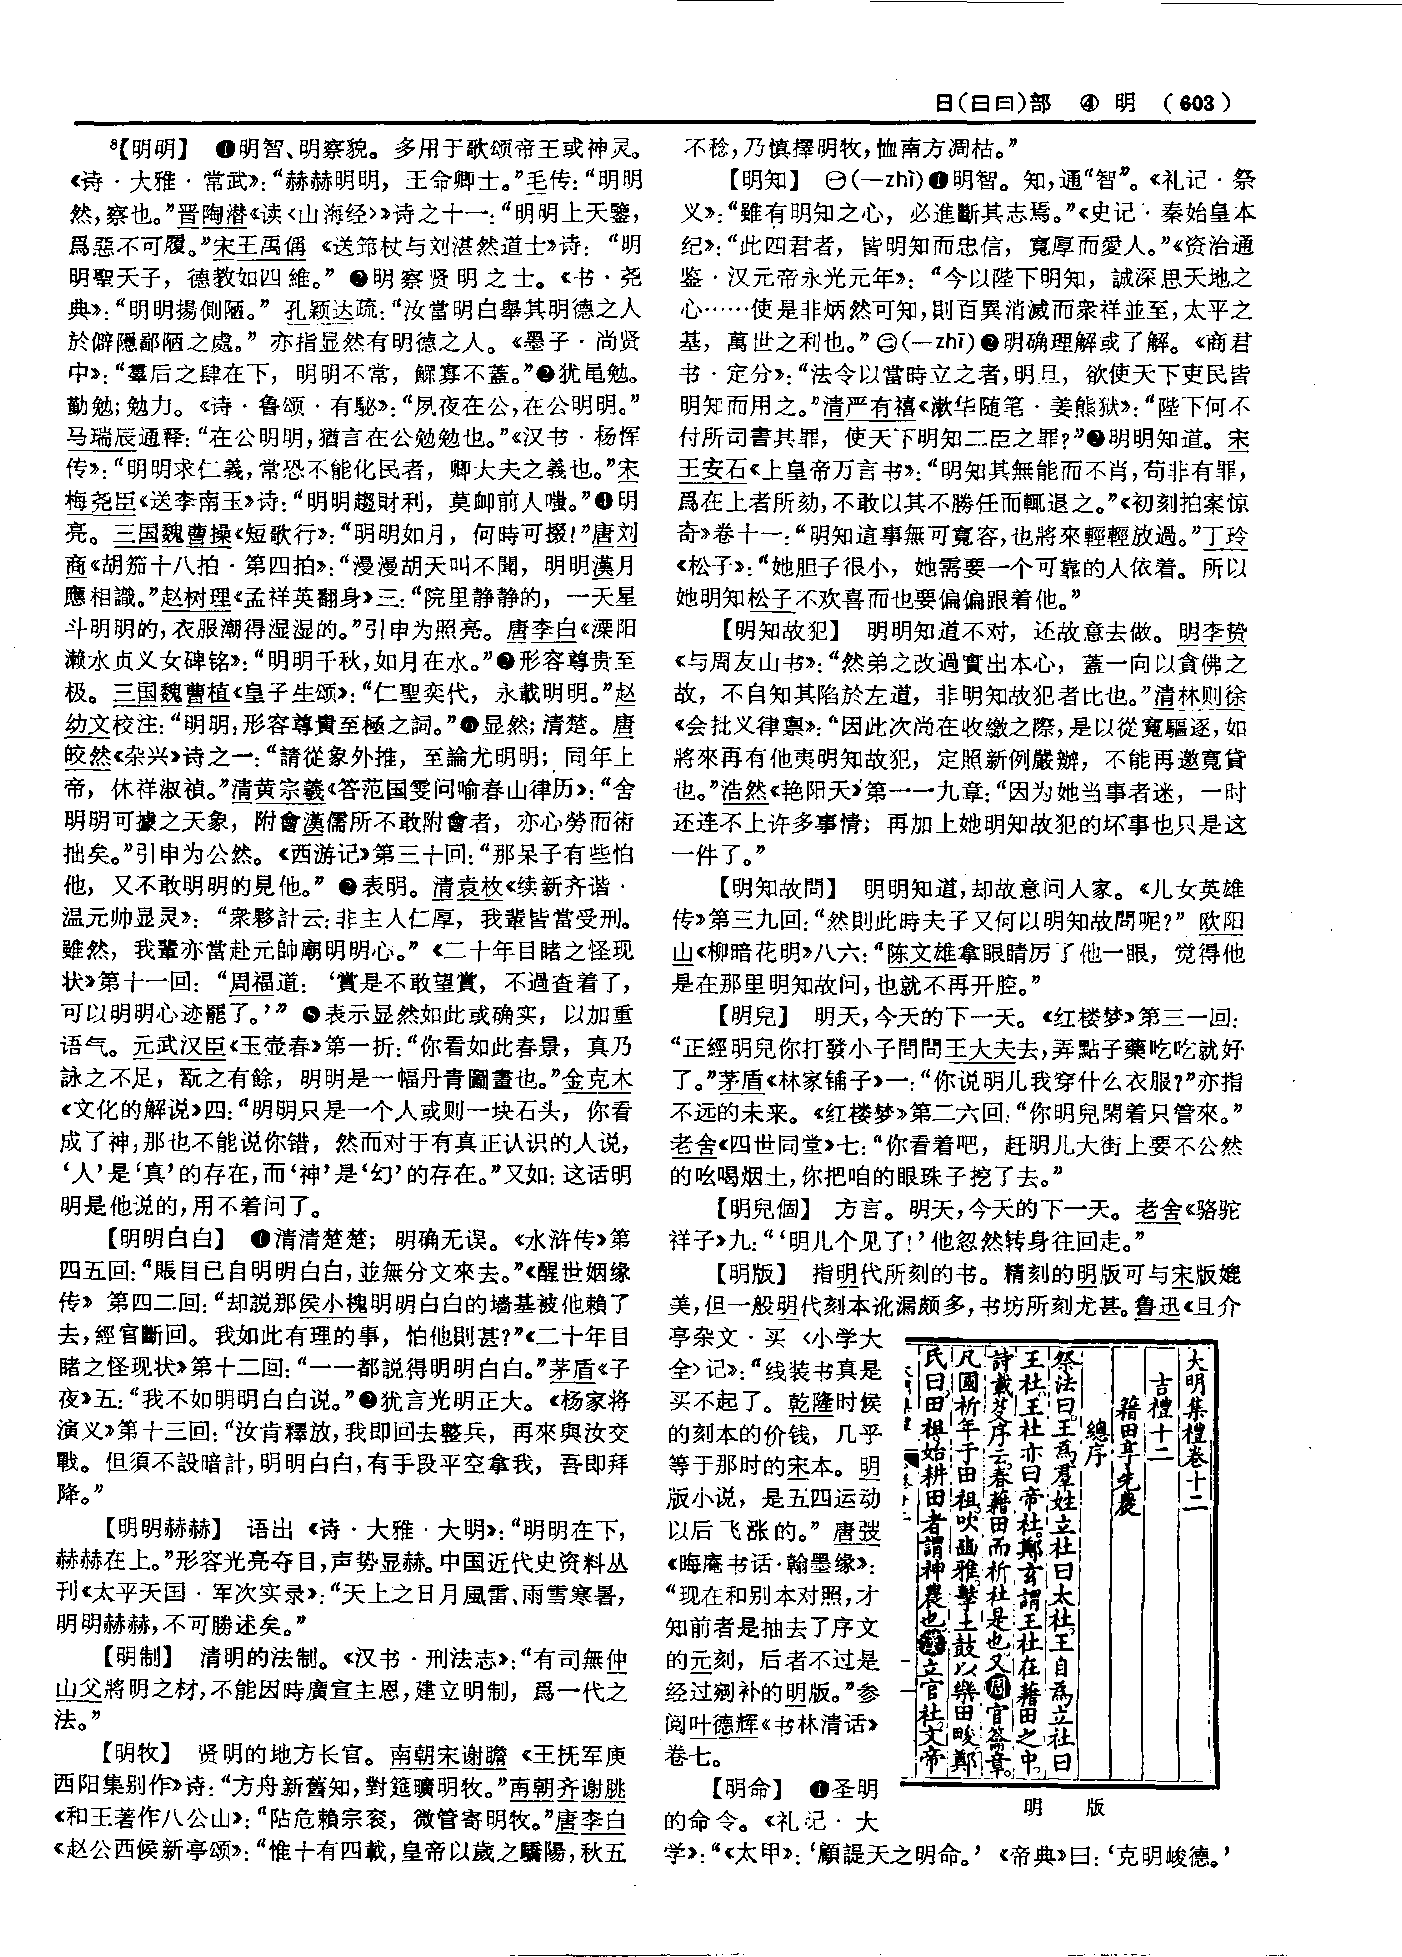 日(日曰)部　④　明　(603)
⁸【明明】　❶明智、明察貌。多用于歌颂帝王或神灵。
《诗·大雅·常武》：“赫赫明明，王命卿士。”毛传：“明明
然，察也。”晋陶潜《读〈山海经〉》诗之十一：“明明上天鑒，
爲惡不可履。”宋王禹偁《送筇杖与刘湛然道士》诗：“明
明聖天子，德教如四維。”❷明察贤明之士。《书·尧
典》：“明明揚側陋。”孔颖达疏：“汝當明白舉其明德之人
於僻隱鄙陋之處。”亦指显然有明德之人。《墨子·尚贤
中》：“羣后之肆在下，明明不常，鰥寡不蓋。”❸犹黾勉。
勤勉；勉力。《诗·鲁颂·有駜》：“夙夜在公，在公明明。”
马瑞辰通释：“在公明明，猶言在公勉勉也。”《汉书·杨恽
传》：“明明求仁義，常恐不能化民者，卿大夫之義也。”宋
梅尧臣《送李南玉》诗：“明明趨財利，莫卹前人嗤。”❹明
亮。三国魏曹操《短歌行》：“明明如月，何時可掇！”唐刘
商《胡笳十八拍·第四拍》：“漫漫胡天叫不聞，明明漢月
應相識。”赵树理《孟祥英翻身》三：“院里静静的，一天星
斗明明的，衣服潮得湿湿的。”引申为照亮。唐李白《溧阳
濑水贞义女碑铭》：“明明千秋，如月在水。”❺形容尊贵至
极。三国魏曹植《皇子生颂》：“仁聖奕代，永載明明。”赵
幼文校注：“明明，形容尊貴至極之詞。”❻显然；清楚。唐
皎然《杂兴》诗之一：“請從象外推，至論尤明明；同年上
帝，休祥淑禎。”清黄宗羲《答范国雯问喻春山律历》：“舍
明明可據之天象，附會漢儒所不敢附會者，亦心勞而術
拙矣。”引申为公然。《西游记》第三十回：“那呆子有些怕
他，又不敢明明的見他。”❼表明。清袁枚《续新齐谐·
温元帅显灵》：“衆夥計云：非主人仁厚，我輩皆當受刑。
雖然，我輩亦當赴元帥廟明明心。”《二十年目睹之怪现
状》第十一回：“周福道：‘賞是不敢望賞，不過查着了，
可以明明心迹罷了。’”❽表示显然如此或确实，以加重
语气。元武汉臣《玉壶春》第一折：“你看如此春景，真乃
詠之不足，翫之有餘，明明是一幅丹青圖畫也。”金克木
《文化的解说》四：“明明只是一个人或则一块石头，你看
成了神，那也不能说你错，然而对于有真正认识的人说，
‘人’是‘真’的存在，而‘神’是‘幻’的存在。”又如：这话明
明是他说的，用不着问了。
【明明白白】　❶清清楚楚；明确无误。《水浒传》第
四五回：“賬目已自明明白白，並無分文來去。”《醒世姻缘
传》第四二回：“却説那侯小槐明明白白的墻基被他賴了
去，經官斷回。我如此有理的事，怕他則甚？”《二十年目
睹之怪现状》第十二回：“一一都説得明明白白。”茅盾《子
夜》五：“我不如明明白白说。”❷犹言光明正大。《杨家将
演义》第十三回：“汝肯釋放，我即回去整兵，再來與汝交
戰。但須不設暗計，明明白白，有手段平空拿我，吾即拜
降。”
【明明赫赫】　语出《诗·大雅·大明》：“明明在下，
赫赫在上。”形容光亮夺目，声势显赫。中国近代史资料丛
刊《太平天国·军次实录》：“天上之日月風雷、雨雪寒暑，
明明赫赫，不可勝述矣。”
【明制】　清明的法制。《汉书·刑法志》：“有司無仲
山父將明之材，不能因時廣宣主恩，建立明制，爲一代之
法。”
【明牧】　贤明的地方长官。南朝宋谢瞻《王抚军庾
西阳集别作》诗：“方舟新舊知，對筵曠明牧。”南朝齐谢朓
《和王著作八公山》：“阽危賴宗衮，微管寄明牧。”唐李白
《赵公西候新亭颂》：“惟十有四載，皇帝以歲之驕陽，秋五
不稔，乃慎擇明牧，恤南方凋枯。”
【明知】　㊀(—zhì)❶明智。知，通“智”。《礼记·祭
义》：“雖有明知之心，必進斷其志焉。”《史记·秦始皇本
纪》：“此四君者，皆明知而忠信，寬厚而愛人。”《资治通
鉴·汉元帝永光元年》：“今以陛下明知，誠深思天地之
心……使是非炳然可知，則百異消滅而衆祥並至，太平之
基，萬世之利也。”㊁(—zhī)❷明确理解或了解。《商君
书·定分》：“法令以當時立之者，明旦，欲使天下吏民皆
明知而用之。”清严有禧《漱华随笔·姜熊狱》：“陛下何不
付所司書其罪，使天下明知二臣之罪？”❸明明知道。宋
王安石《上皇帝万言书》：“明知其無能而不肖，苟非有罪，
爲在上者所劾，不敢以其不勝任而輒退之。”《初刻拍案惊
奇》卷十一：“明知這事無可寬容，也將來輕輕放過。”丁玲
《松子》：“她胆子很小，她需要一个可靠的人依着。所以
她明知松子不欢喜而也要偏偏跟着他。”
【明知故犯】　明明知道不对，还故意去做。明李贽
《与周友山书》：“然弟之改過實出本心，蓋一向以貪佛之
故，不自知其陷於左道，非明知故犯者比也。”清林则徐
《会批义律禀》：“因此次尚在收繳之際，是以從寬驅逐，如
將來再有他夷明知故犯，定照新例嚴辦，不能再邀寬貸
也。”浩然《艳阳天》第一一九章：“因为她当事者迷，一时
还连不上许多事情；再加上她明知故犯的坏事也只是这
一件了。”
【明知故問】　明明知道，却故意问人家。《儿女英雄
传》第三九回：“然則此時夫子又何以明知故問呢？”欧阳
山《柳暗花明》八六：“陈文雄拿眼睛厉了他一眼，觉得他
是在那里明知故问，也就不再开腔。”
【明兒】　明天，今天的下一天。《红楼梦》第三一回：
“正經明兒你打發小子問問王大夫去，弄點子藥吃吃就好
了。”茅盾《林家铺子》一：“你说明儿我穿什么衣服？”亦指
不远的未来。《红楼梦》第二六回：“你明兒閑着只管來。”
老舍《四世同堂》七：“你看着吧，赶明儿大街上要不公然
的吆喝烟土，你把咱的眼珠子挖了去。”
【明兒個】　方言。明天，今天的下一天。老舍《骆驼
祥子》九：“‘明儿个见了！’他忽然转身往回走。”
【明版】　指明代所刻的书。精刻的明版可与宋版媲
美，但一般明代刻本讹漏颇多，书坊所刻尤甚。鲁迅《且介
亭杂文·买〈小学大
全〉记》：“线装书真是
买不起了。乾隆时候
的刻本的价钱，几乎
等于那时的宋本。明
版小说，是五四运动
以后飞涨的。”唐弢
《晦庵书话·翰墨缘》：
“现在和别本对照，才
知前者是抽去了序文
的元刻，后者不过是
经过剜补的明版。”参
阅叶德辉《书林清话》
卷七。
大明集禮卷十二
吉禮十二
藉田享先農
總序
祭法曰王爲羣姓立社曰太社王自爲立社曰
王社王社亦曰帝社鄭玄謂王社在藉田之中
詩載芟序云春藉田而祈社是也又周官籥章
凡國祈年于田祖吹豳雅擊土鼓以樂田畯鄭
氏曰田祖始耕田者謂神農也立官社文帝
明　版
【明命】　❶圣明
的命令。《礼记·大
学》：“《太甲》：‘顧諟天之明命。’《帝典》曰：‘克明峻德。’